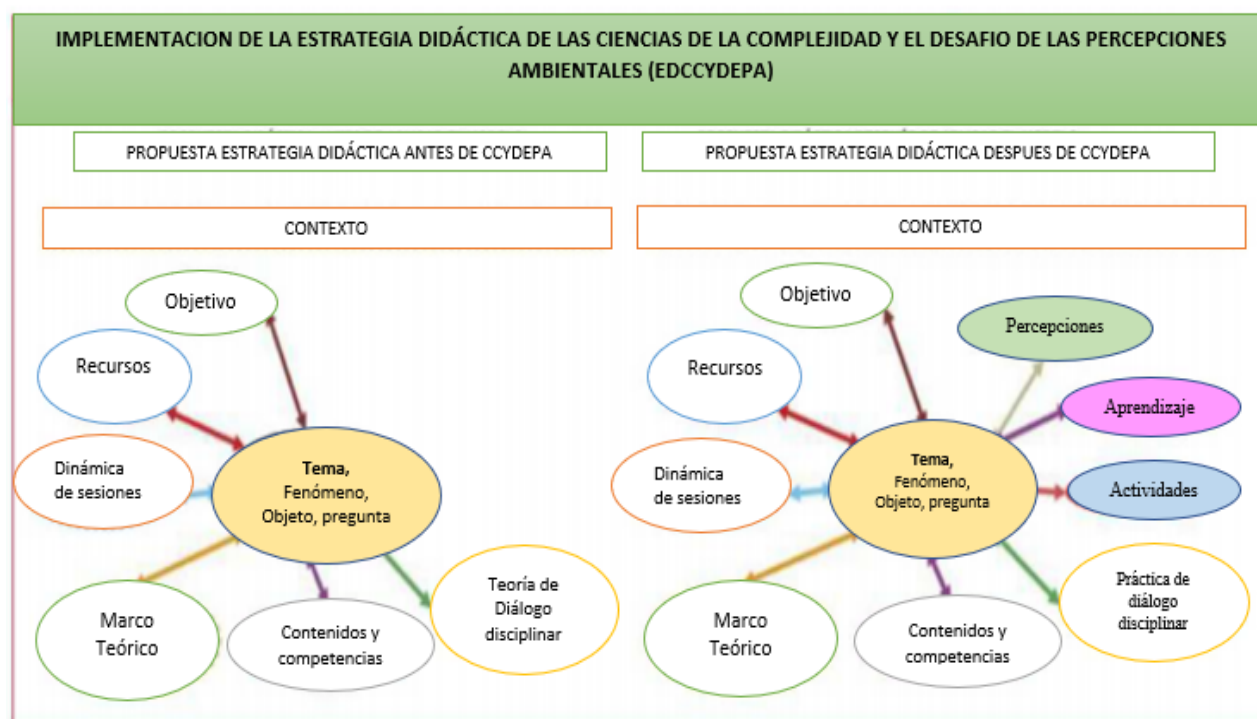 IMPLEMENTACION DE LA ESTRATEGIA DIDÁCTICA DE LAS CIENCIAS DE LA COMPLEJIDAD Y EL DESAFIO DE LAS PERCEPCIONES
AMBIENTALES (EDCCYDEPA)
PROPUESTA ESTRATEGIA DIDÁCTICA ANTES DE CCYDEPA
CONTEXTO
Objetivo
Recursos
Dinámica
de sesiones
Tema,
Fenómeno,
Objeto, pregunta
Marco
Teórico
Contenidos y
competencias
Teoría de
Diálogo
disciplinar
PROPUESTA ESTRATEGIA DIDÁCTICA DESPUES DE CCYDEPA
CONTEXTO
Objetivo
Percepciones
Recursos
Aprendizaje
Dinámica
de sesiones
Tema,
Fenómeno,
Objeto, pregunta
Actividades
Marco
Teórico
Contenidos y
competencias
Práctica de
diálogo
disciplinar